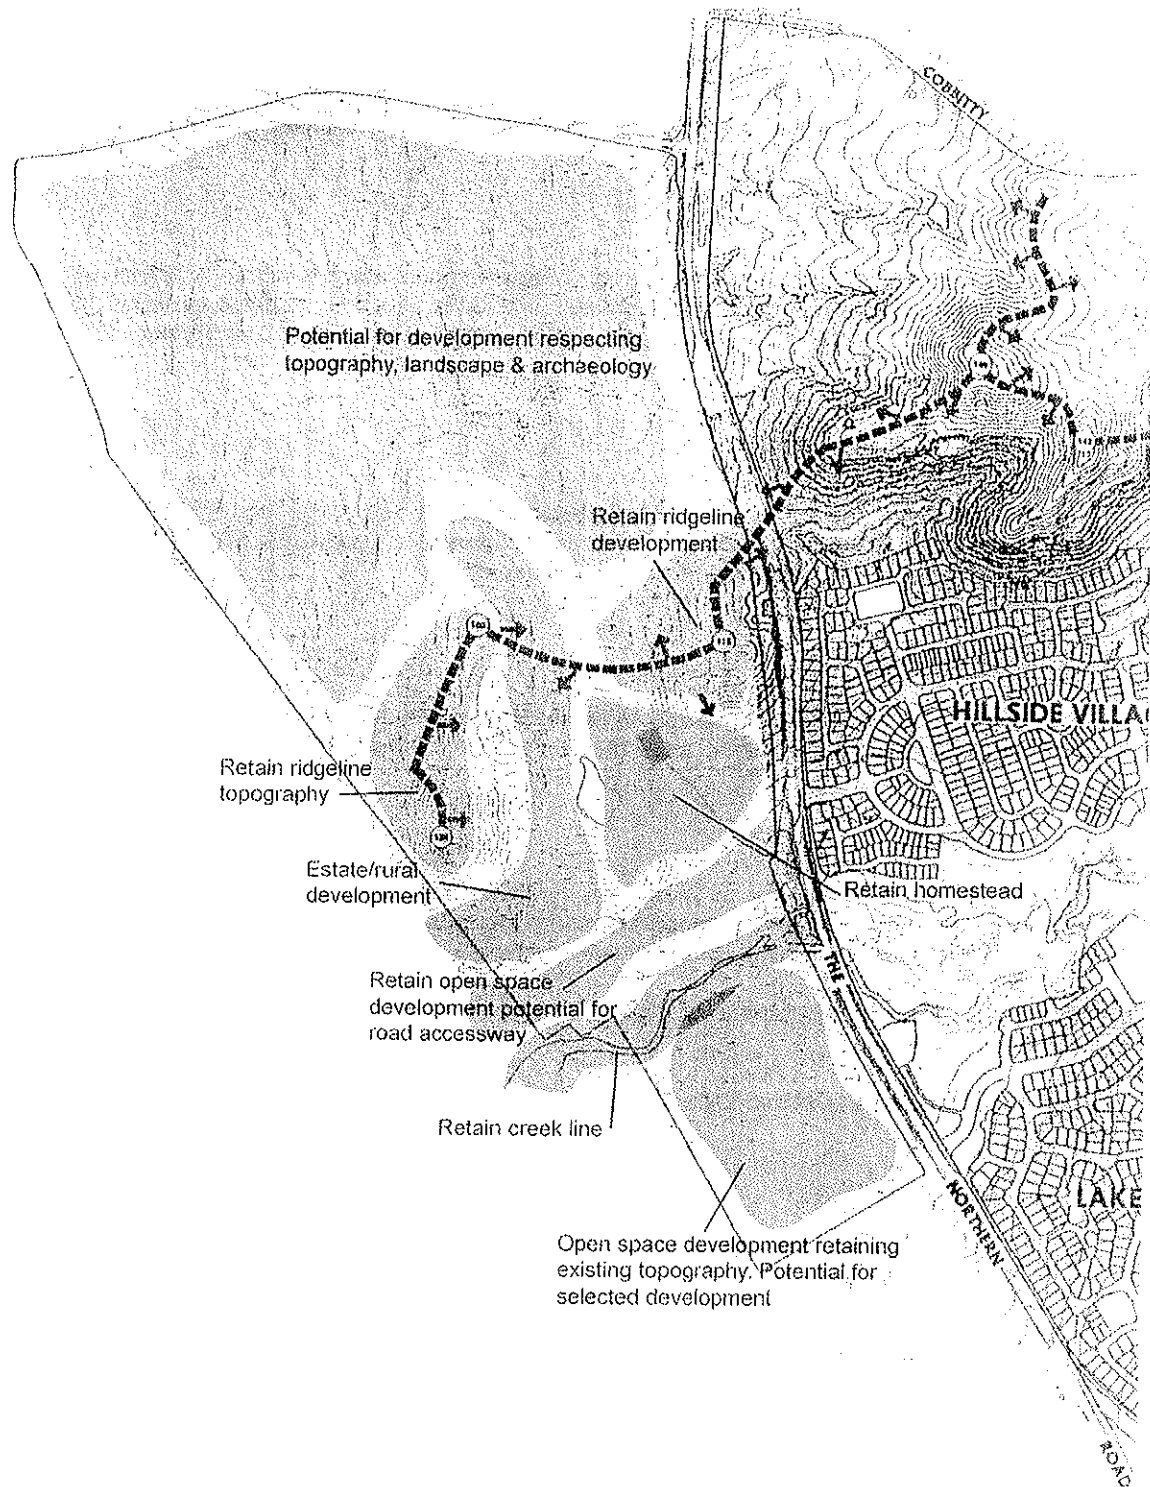 COBBITTY
Potential for development respecting
topography, landscape & archaeology
Retain ridgeline
development
HILLSIDE VILLA
Retain ridgeline
topography
Estate/rural
development
Retain homestead
Retain open space
development potential for
road accessway
THE
Retain creek line
NORTHERN
LAKE
Open space development retaining
existing topography. Potential for
selected development
ROAD